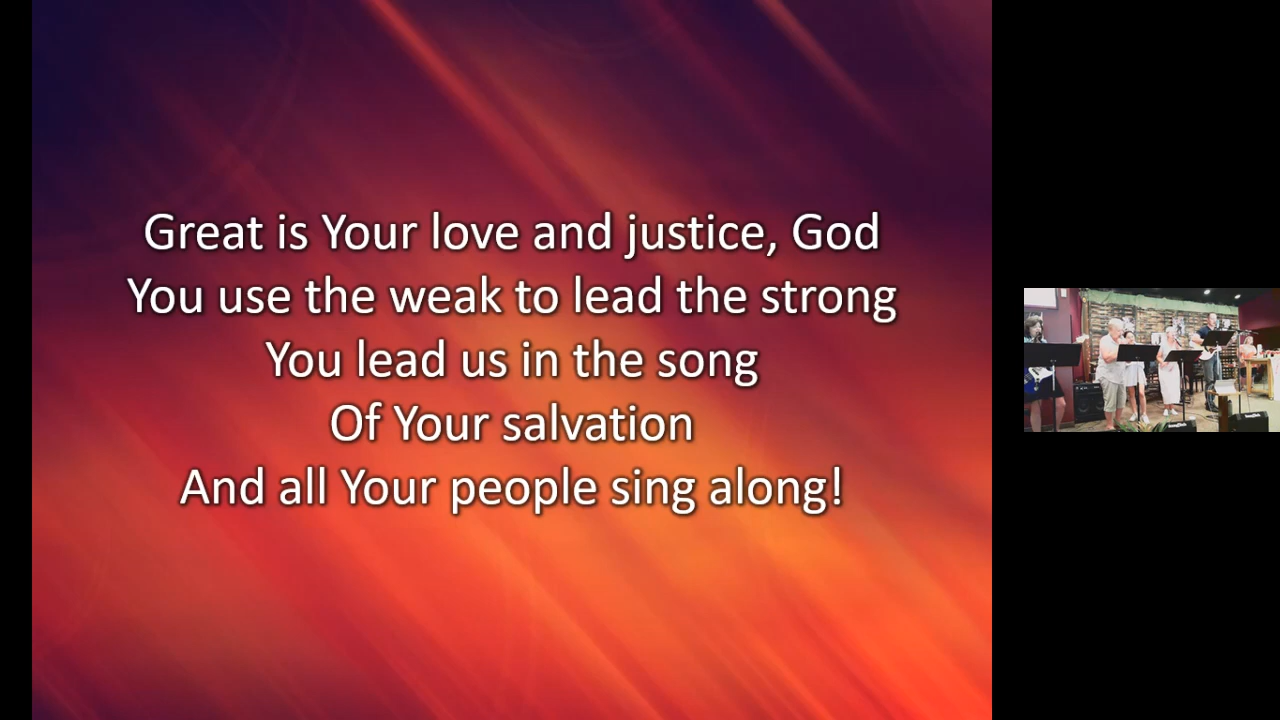 Great is Your love and justice, God
You use the weak to lead the strong
You lead us in the song
Of Your salvation
And all Your people sing along!